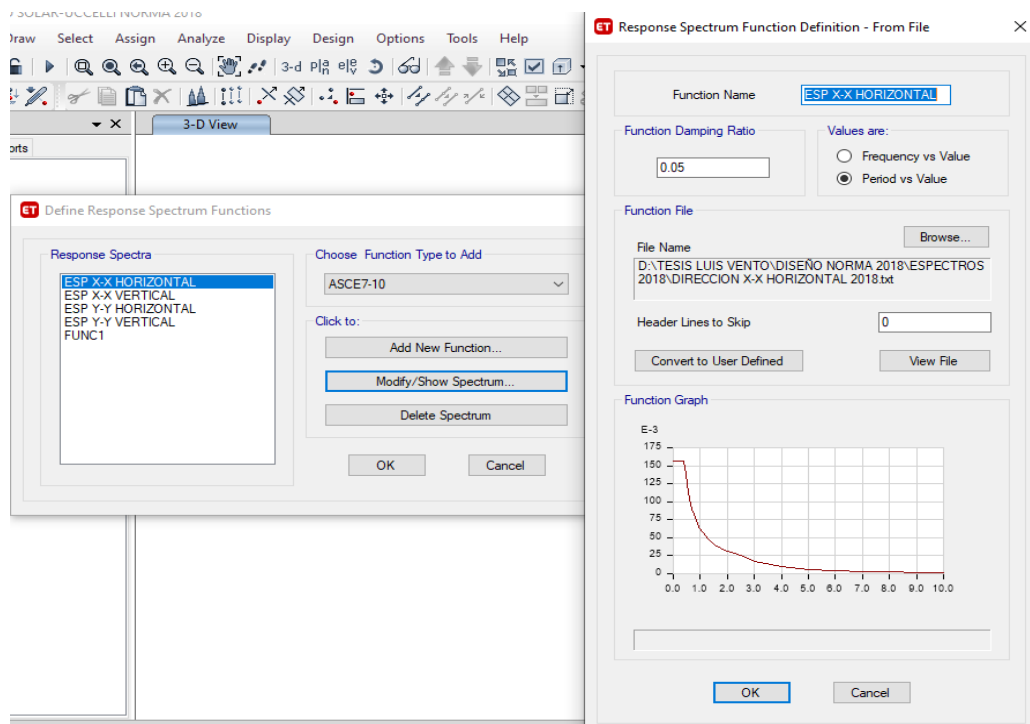 SOLAR-UCCELLI NORMA 2018
Draw Select Assign Analyze Display Design Options Tools Help
3-d
3-D View
orts
ET Define Response Spectrum Functions
Response Spectra
ESP X-X HORIZONTAL
ESP X-X VERTICAL
ESP Y-Y HORIZONTAL
ESP Y-Y VERTICAL
FUNC1
Choose Function Type to Add
ASCE7-10
Click to:
Add New Function...
Modify/Show Spectrum...
Delete Spectrum
OK Cancel
ET Response Spectrum Function Definition - From File
Function Name ESP X-X HORIZONTAL
Function Damping Ratio
0.05
Values are:
Frequency vs Value
Period vs Value
Function File
Browse...
File Name
D:\TESIS LUIS VENTO\DISEÑO NORMA 2018\ESPECTROS
2018\DIRECCION X-X HORIZONTAL 2018.txt
Header Lines to Skip 0
Convert to User Defined View File
Function Graph
E-3
175
150
125
100
75
50
25
0
0.0 1.0 2.0 3.0 4.0 5.0 6.0 7.0 8.0 9.0 10.0
OK Cancel